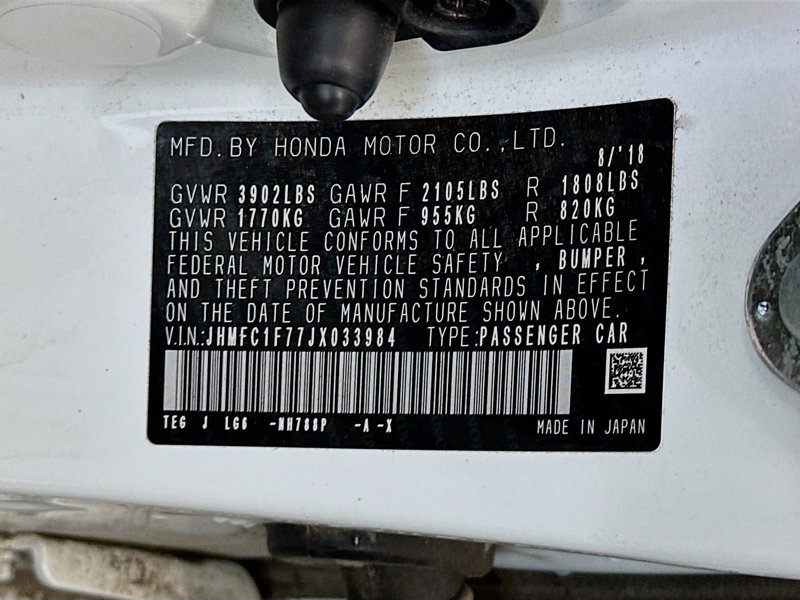 MFD. BY HONDA MOTOR CO., LTD.
8/'18
GVWR 3902LBS GAWR F 2105LBS R 1808LBS
GVWR 1770KG GAWR F 955KG R 820KG
THIS VEHICLE CONFORMS TO ALL APPLICABLE
FEDERAL MOTOR VEHICLE SAFETY , BUMPER ,
AND THEFT PREVENTION STANDARDS IN EFFECT
ON THE DATE OF MANUFACTURE SHOWN ABOVE.
V.I.N.:JHMFC1F77JX033984 TYPE:PASSENGER CAR
TEG J LG6 -NH788P -A -X MADE IN JAPAN